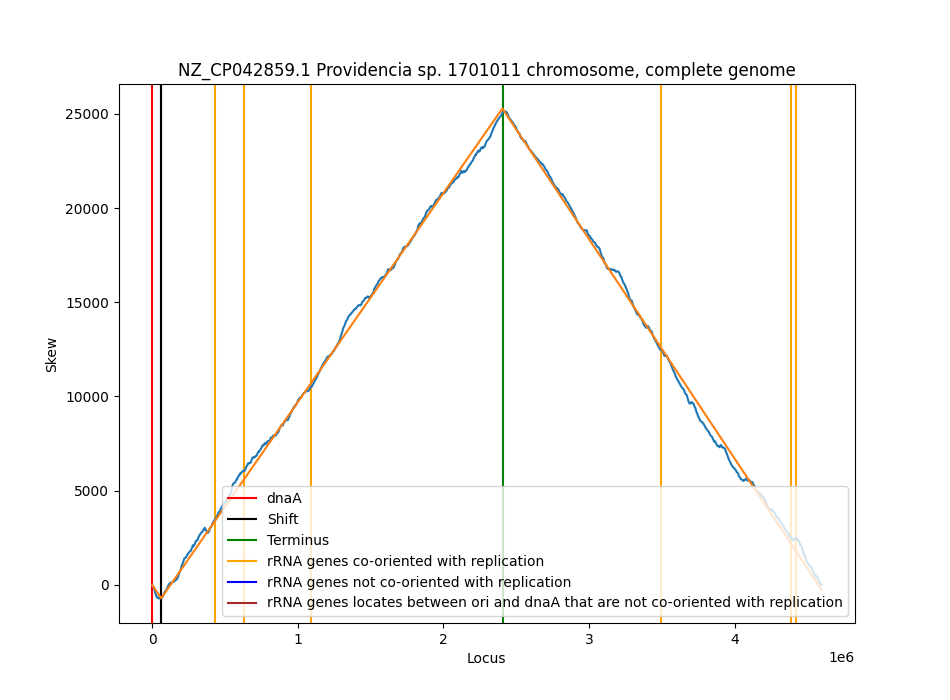 NZ_CP042859.1 Providencia sp. 1701011 chromosome, complete genome
25000
20000
15000
10000
5000
0
Skew
dnaA
Shift
Terminus
rRNA genes co-oriented with replication
rRNA genes not co-oriented with replication
rRNA genes locates between ori and dnaA that are not co-oriented with replication
0 1 2 3 4
1e6
Locus